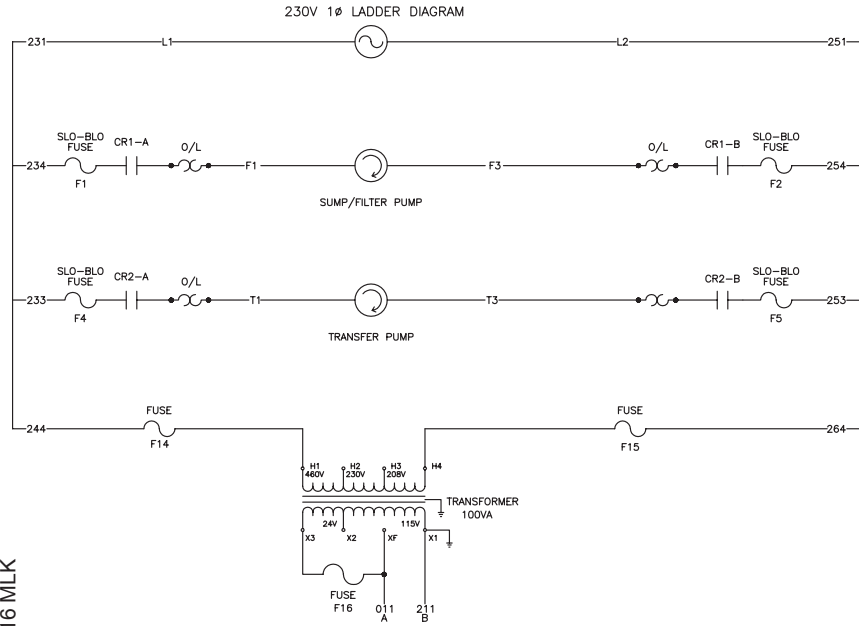 230V 1ø LADDER DIAGRAM
231 L1 L2 251
SLO-BLO
FUSE
CR1-A
O/L
O/L
CR1-B
SLO-BLO
FUSE
234 F1 F3 254
F1
F2
SUMP/FILTER PUMP
SLO-BLO
FUSE
CR2-A
O/L
CR2-B
SLO-BLO
FUSE
233 T1 T3 253
F4
F5
TRANSFER PUMP
FUSE
FUSE
244 264
F14
F15
H1
460V
H2
230V
H3
208V
H4
TRANSFORMER
100VA
24V
115V
X3
X2
XF
X1
FUSE
F16
011
A
211
B
16 MLK